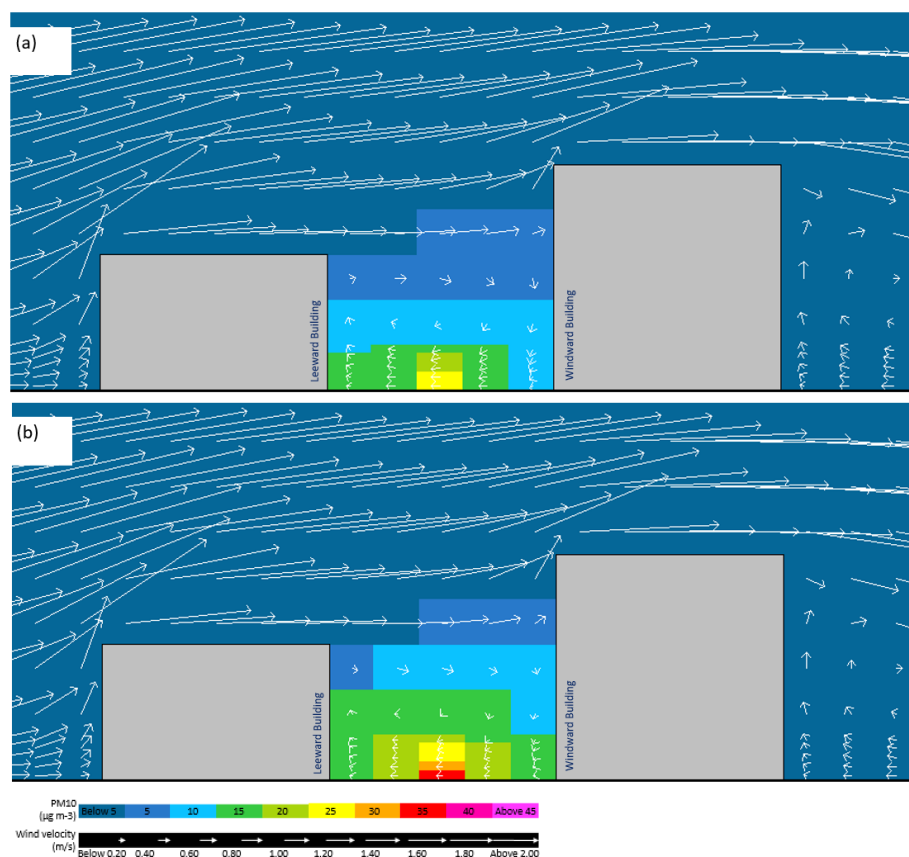 (a)
Leeward Building
Windward Building
(b)
Leeward Building
Windward Building
PM10
(µg m-3)
Below 5 5 10 15 20 25 30 35 40 Above 45
Wind velocity
(m/s)
Below 0.20 0.40 0.60 0.80 1.00 1.20 1.40 1.60 1.80 Above 2.00